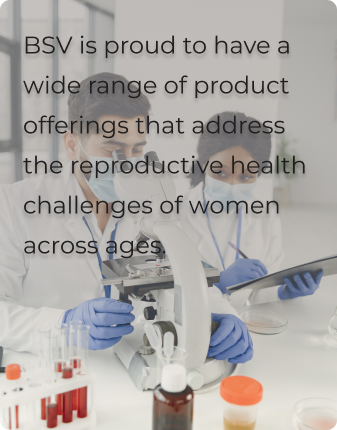 BSV is proud to have a
wide range of product
offerings that address
the reproductive health
challenges of women
across ages.